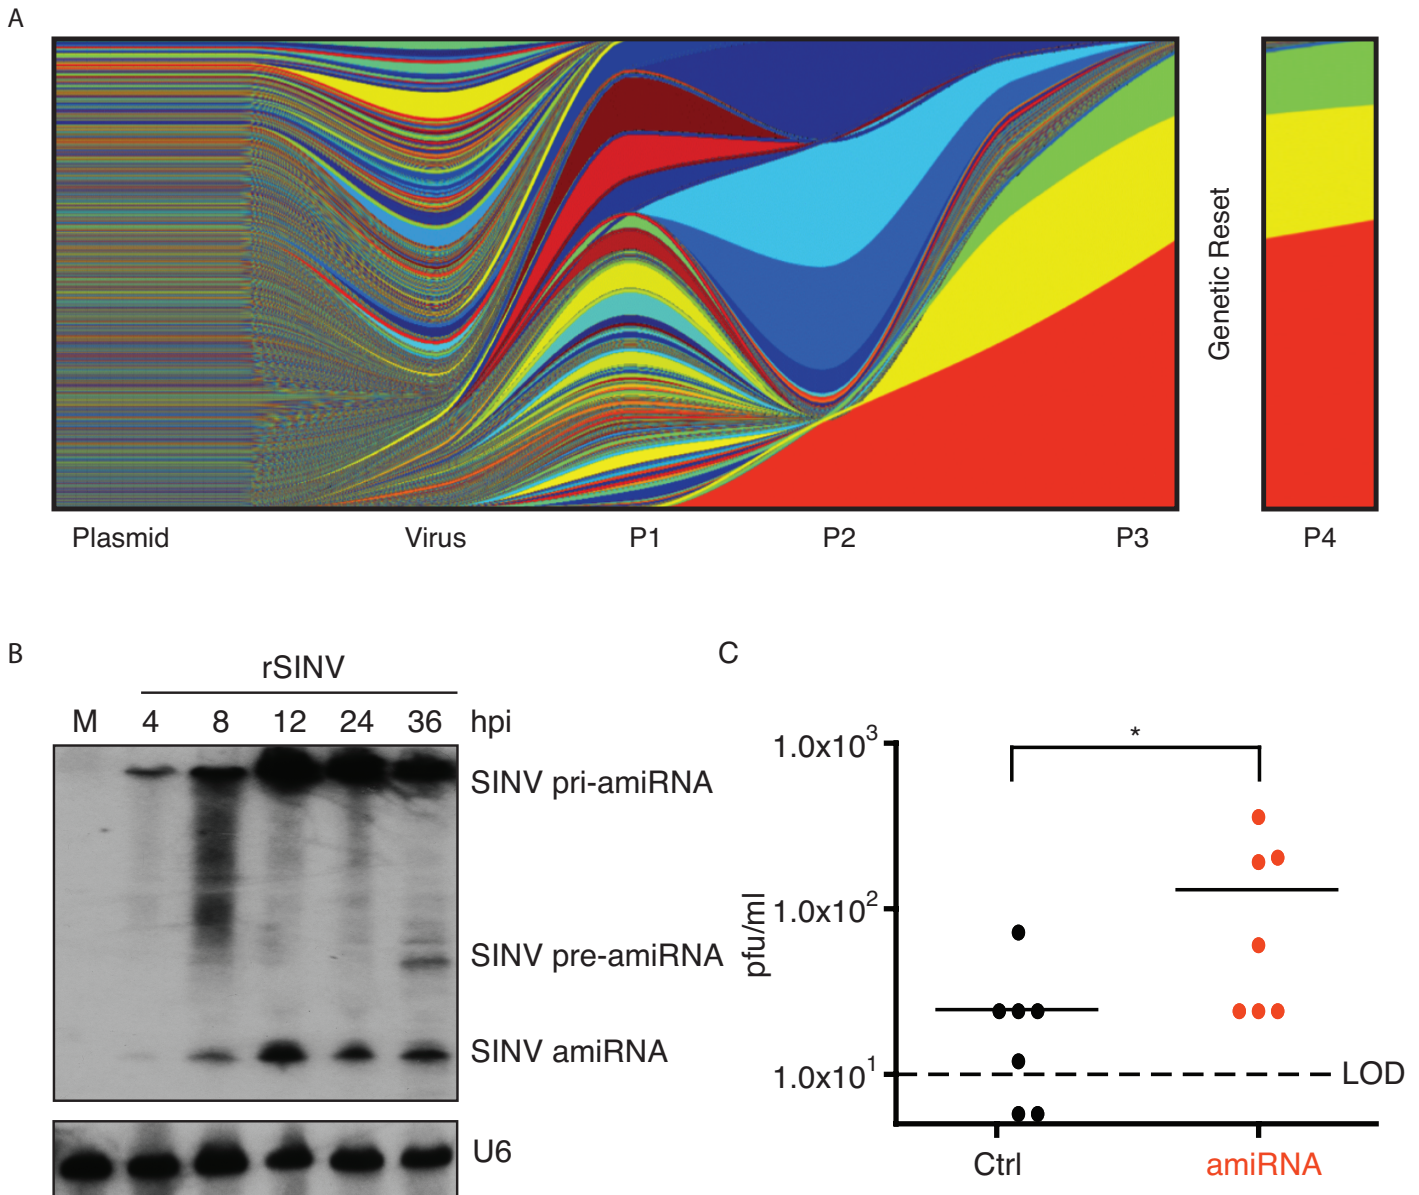 A
Genetic Reset
Plasmid Virus P1 P2 P3 P4
B
rSINV
M 4 8 12 24 36 hpi
SINV pri-amiRNA
SINV pre-amiRNA
SINV amiRNA
U6
C
*
1.0x10³
1.0x10²
1.0x10¹
pfu/ml
LOD
Ctrl amiRNA